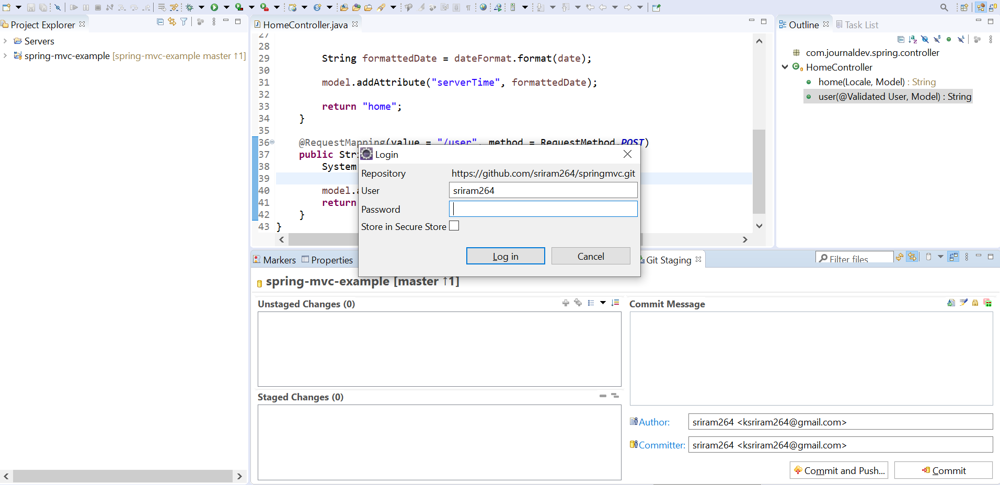 Project Explorer
Servers
spring-mvc-example [spring-mvc-example master ↑1]
HomeController.java
27
28
29 String formattedDate = dateFormat.format(date);
30
31 model.addAttribute("serverTime", formattedDate);
32
33 return "home";
34 }
35
36 @RequestMapping(value = "/user", method = RequestMethod.POST)
37 public Stri
38 System
39
40 model.a
41 return
42 }
43 }
Login
Repository https://github.com/sriram264/springmvc.git
User sriram264
Password
Store in Secure Store
Log in Cancel
Outline Task List
com.journaldev.spring.controller
HomeController
home(Locale, Model) : String
user(@Validated User, Model) : String
Markers Properties Git Staging Filter files
spring-mvc-example [master ↑1]
Unstaged Changes (0)
Staged Changes (0)
Commit Message
Author: sriram264 <ksriram264@gmail.com>
Committer: sriram264 <ksriram264@gmail.com>
Commit and Push... Commit